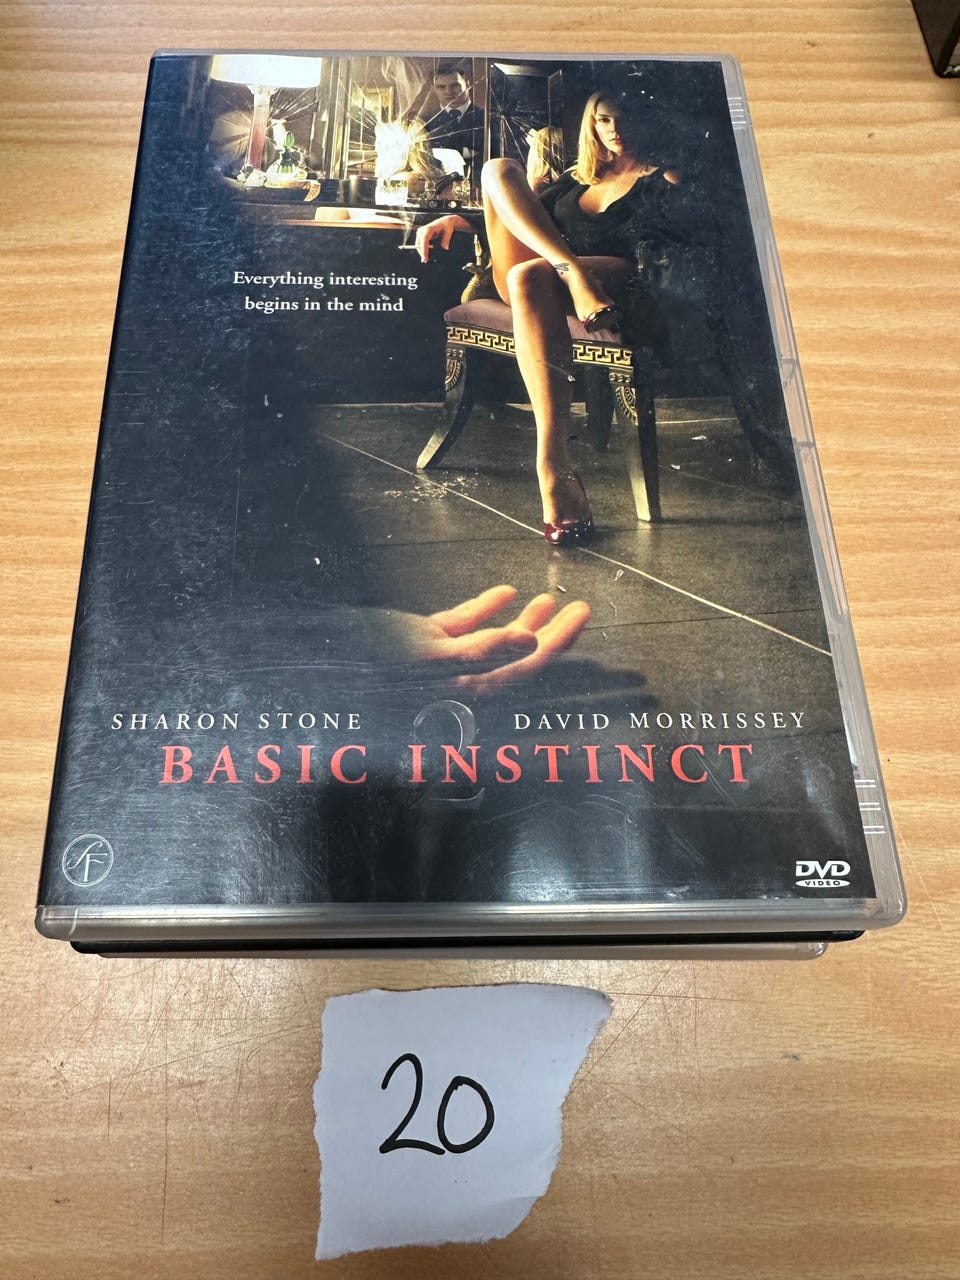 Everything interesting
begins in the mind
SHARON STONE
DAVID MORRISSEY
2
BASIC INSTINCT
SF
DVD
VIDEO
20